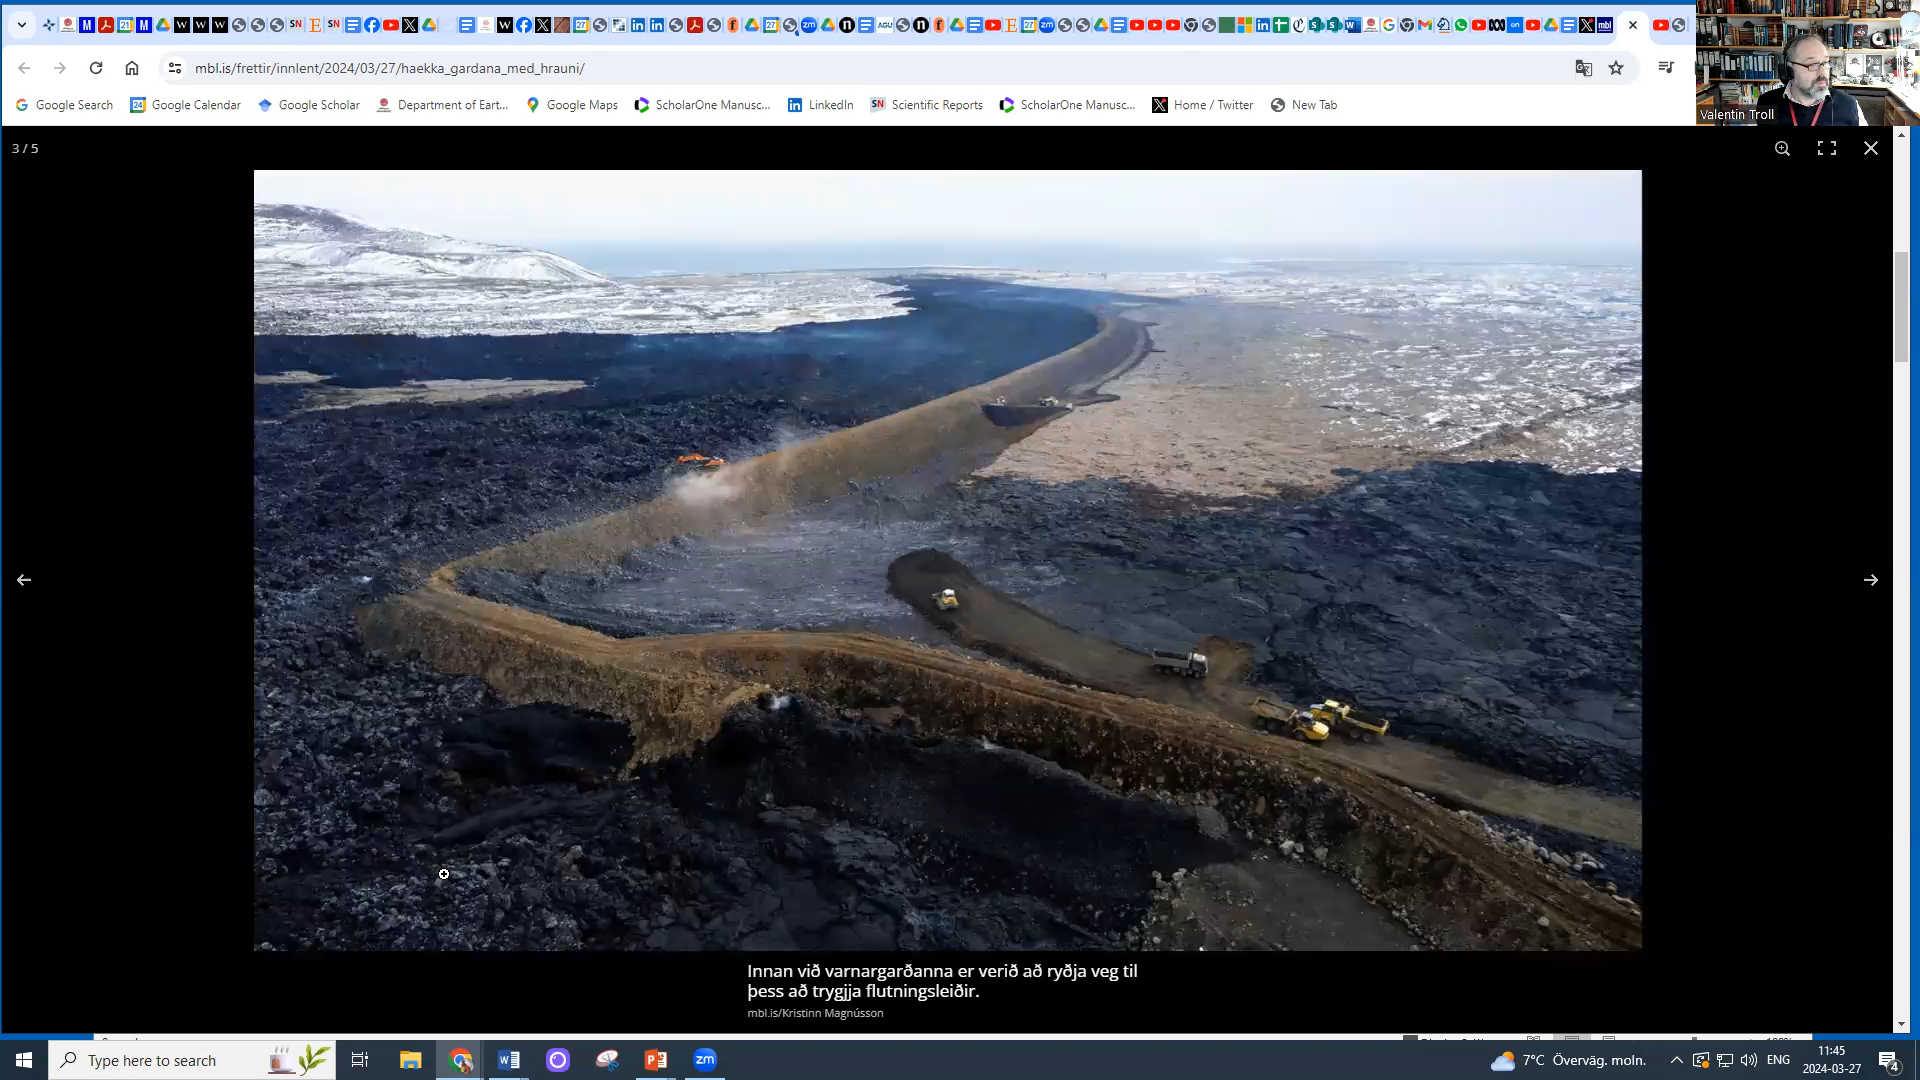 mbl.is/frettir/innlent/2024/03/27/haekka_gardana_med_hrauni/
Google Search
Google Calendar
Google Scholar
Department of Eart...
Google Maps
ScholarOne Manusc...
LinkedIn
Scientific Reports
ScholarOne Manusc...
Home / Twitter
New Tab
Valentin Troll
3 / 5
Innan við varnargarðanna er verið að ryðja veg til
þess að tryggja flutningsleiðir.
mbl.is/Kristinn Magnússon
Type here to search
7°C Överväg. moln.
ENG
11:45
2024-03-27
4